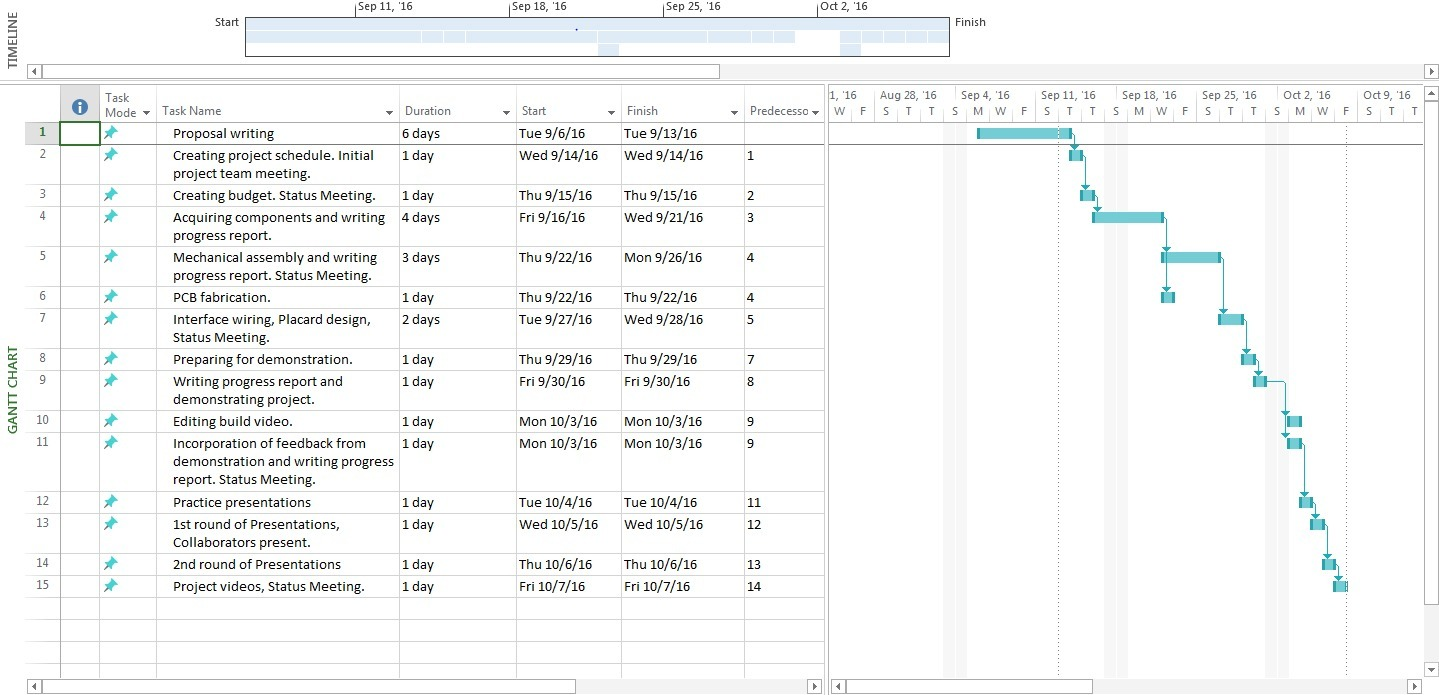 TIMELINE
Sep 11, '16 Sep 18, '16 Sep 25, '16 Oct 2, '16
Start Finish
GANTT CHART
Task Mode Task Name Duration Start Finish Predecesso
1 Proposal writing 6 days Tue 9/6/16 Tue 9/13/16
2 Creating project schedule. Initial 1 day Wed 9/14/16 Wed 9/14/16 1
project team meeting.
3 Creating budget. Status Meeting. 1 day Thu 9/15/16 Thu 9/15/16 2
4 Acquiring components and writing 4 days Fri 9/16/16 Wed 9/21/16 3
progress report.
5 Mechanical assembly and writing 3 days Thu 9/22/16 Mon 9/26/16 4
progress report. Status Meeting.
6 PCB fabrication. 1 day Thu 9/22/16 Thu 9/22/16 4
7 Interface wiring, Placard design, 2 days Tue 9/27/16 Wed 9/28/16 5
Status Meeting.
8 Preparing for demonstration. 1 day Thu 9/29/16 Thu 9/29/16 7
9 Writing progress report and 1 day Fri 9/30/16 Fri 9/30/16 8
demonstrating project.
10 Editing build video. 1 day Mon 10/3/16 Mon 10/3/16 9
11 Incorporation of feedback from 1 day Mon 10/3/16 Mon 10/3/16 9
demonstration and writing progress
report. Status Meeting.
12 Practice presentations 1 day Tue 10/4/16 Tue 10/4/16 11
13 1st round of Presentations, 1 day Wed 10/5/16 Wed 10/5/16 12
Collaborators present.
14 2nd round of Presentations 1 day Thu 10/6/16 Thu 10/6/16 13
15 Project videos, Status Meeting. 1 day Fri 10/7/16 Fri 10/7/16 14
1, '16 Aug 28, '16 Sep 4, '16 Sep 11, '16 Sep 18, '16 Sep 25, '16 Oct 2, '16 Oct 9, '16
W F S T T S M W F S T T S M W F S T T S M W F S T T